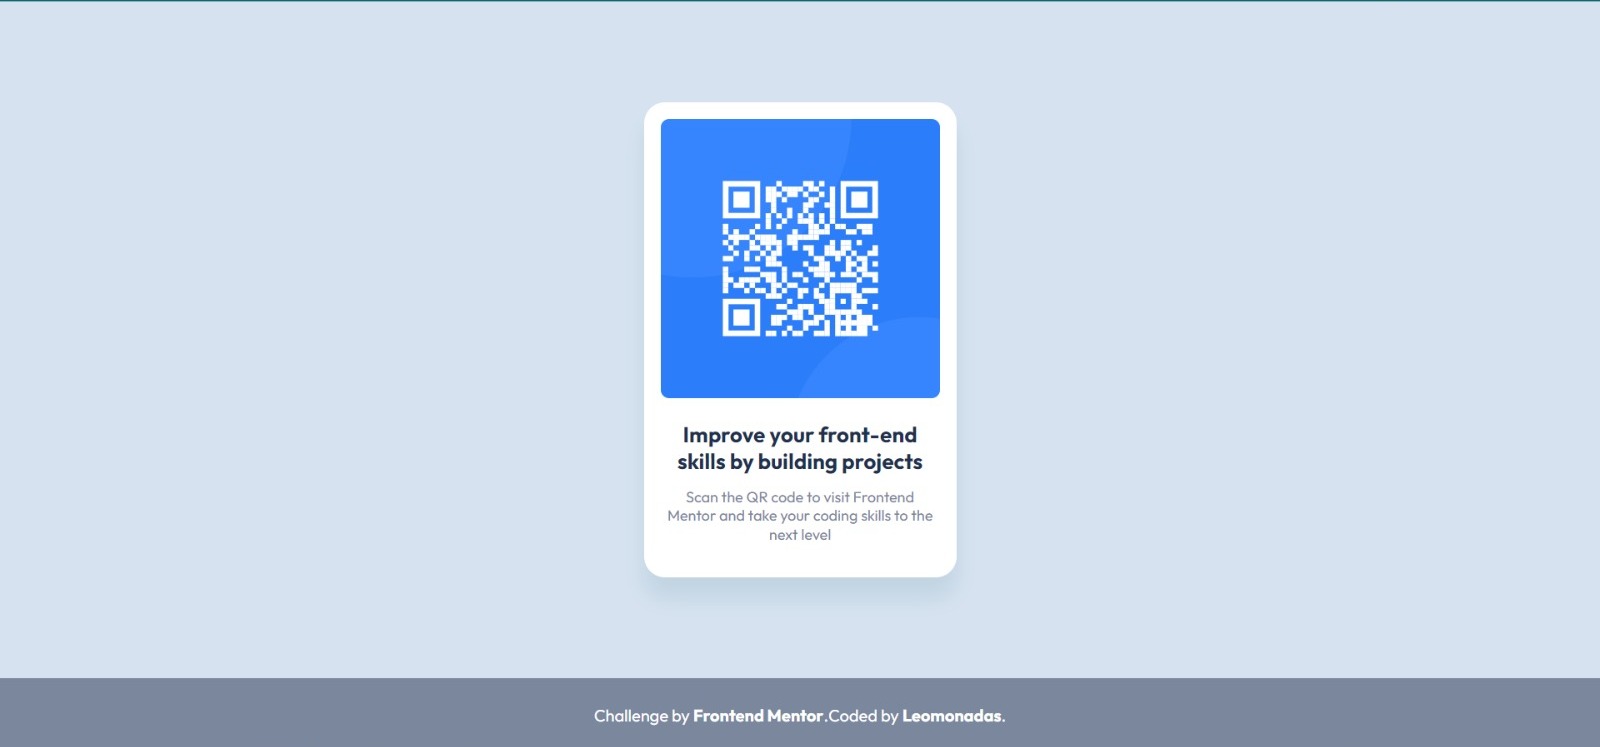 Improve your front-end
skills by building projects
Scan the QR code to visit Frontend
Mentor and take your coding skills to the
next level
Challenge by Frontend Mentor.Coded by Leomonadas.